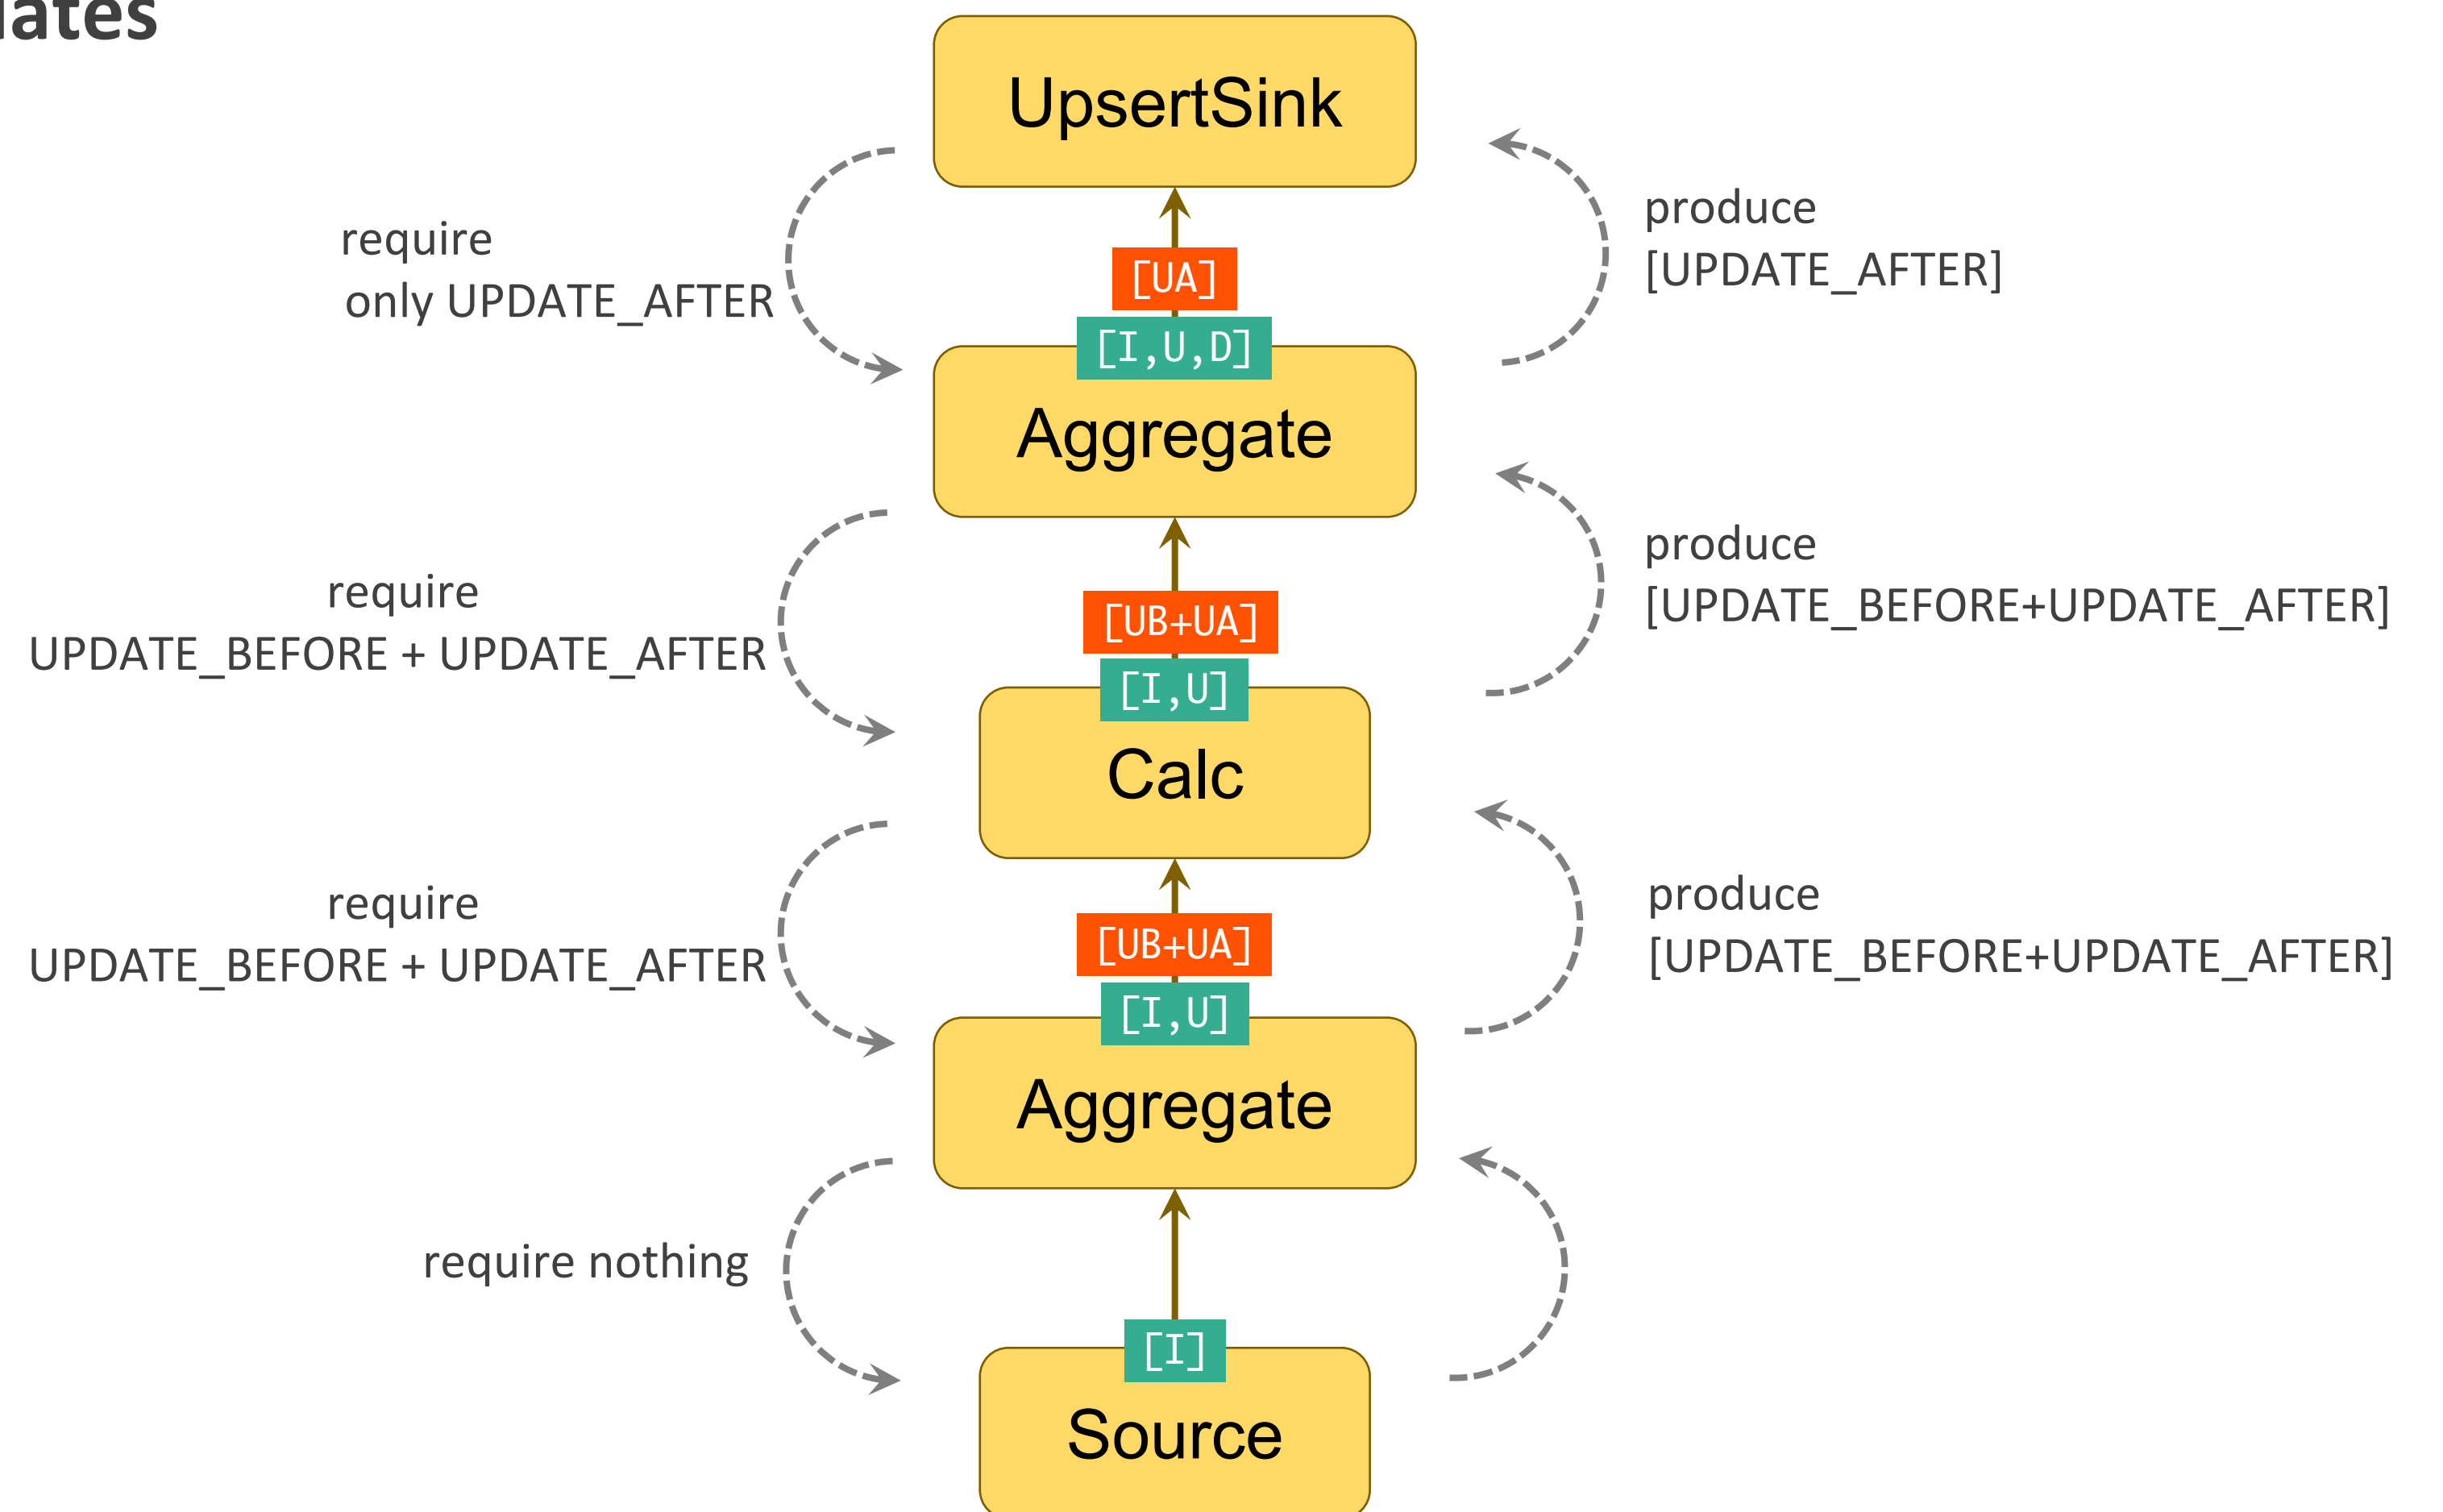 ates
UpsertSink
require
only UPDATE_AFTER
produce
[UPDATE_AFTER]
[UA]
[I,U,D]
Aggregate
require
UPDATE_BEFORE + UPDATE_AFTER
produce
[UPDATE_BEFORE+UPDATE_AFTER]
[UB+UA]
[I,U]
Calc
require
UPDATE_BEFORE + UPDATE_AFTER
produce
[UPDATE_BEFORE+UPDATE_AFTER]
[UB+UA]
[I,U]
Aggregate
require nothing
[I]
Source